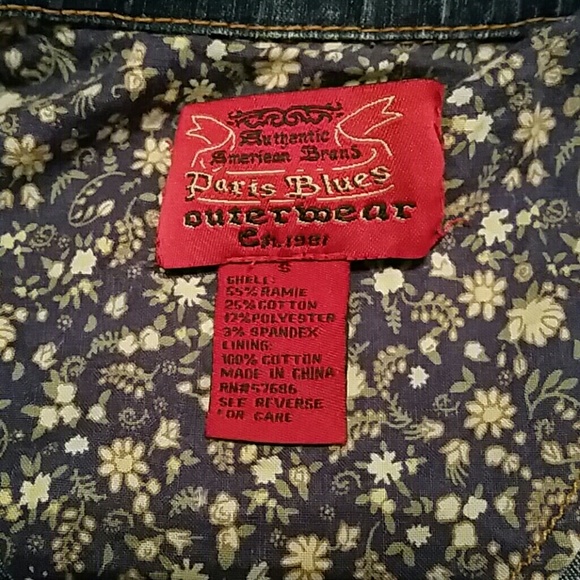 Authentic
American Brand
Paris Blues
outerwear
Est. 1981
S
SHELL:
55% RAMIE
25% COTTON
17% POLYESTER
3% SPANDEX
LINING:
100% COTTON
MADE IN CHINA
RN#57686
SEE REVERSE
FOR CARE